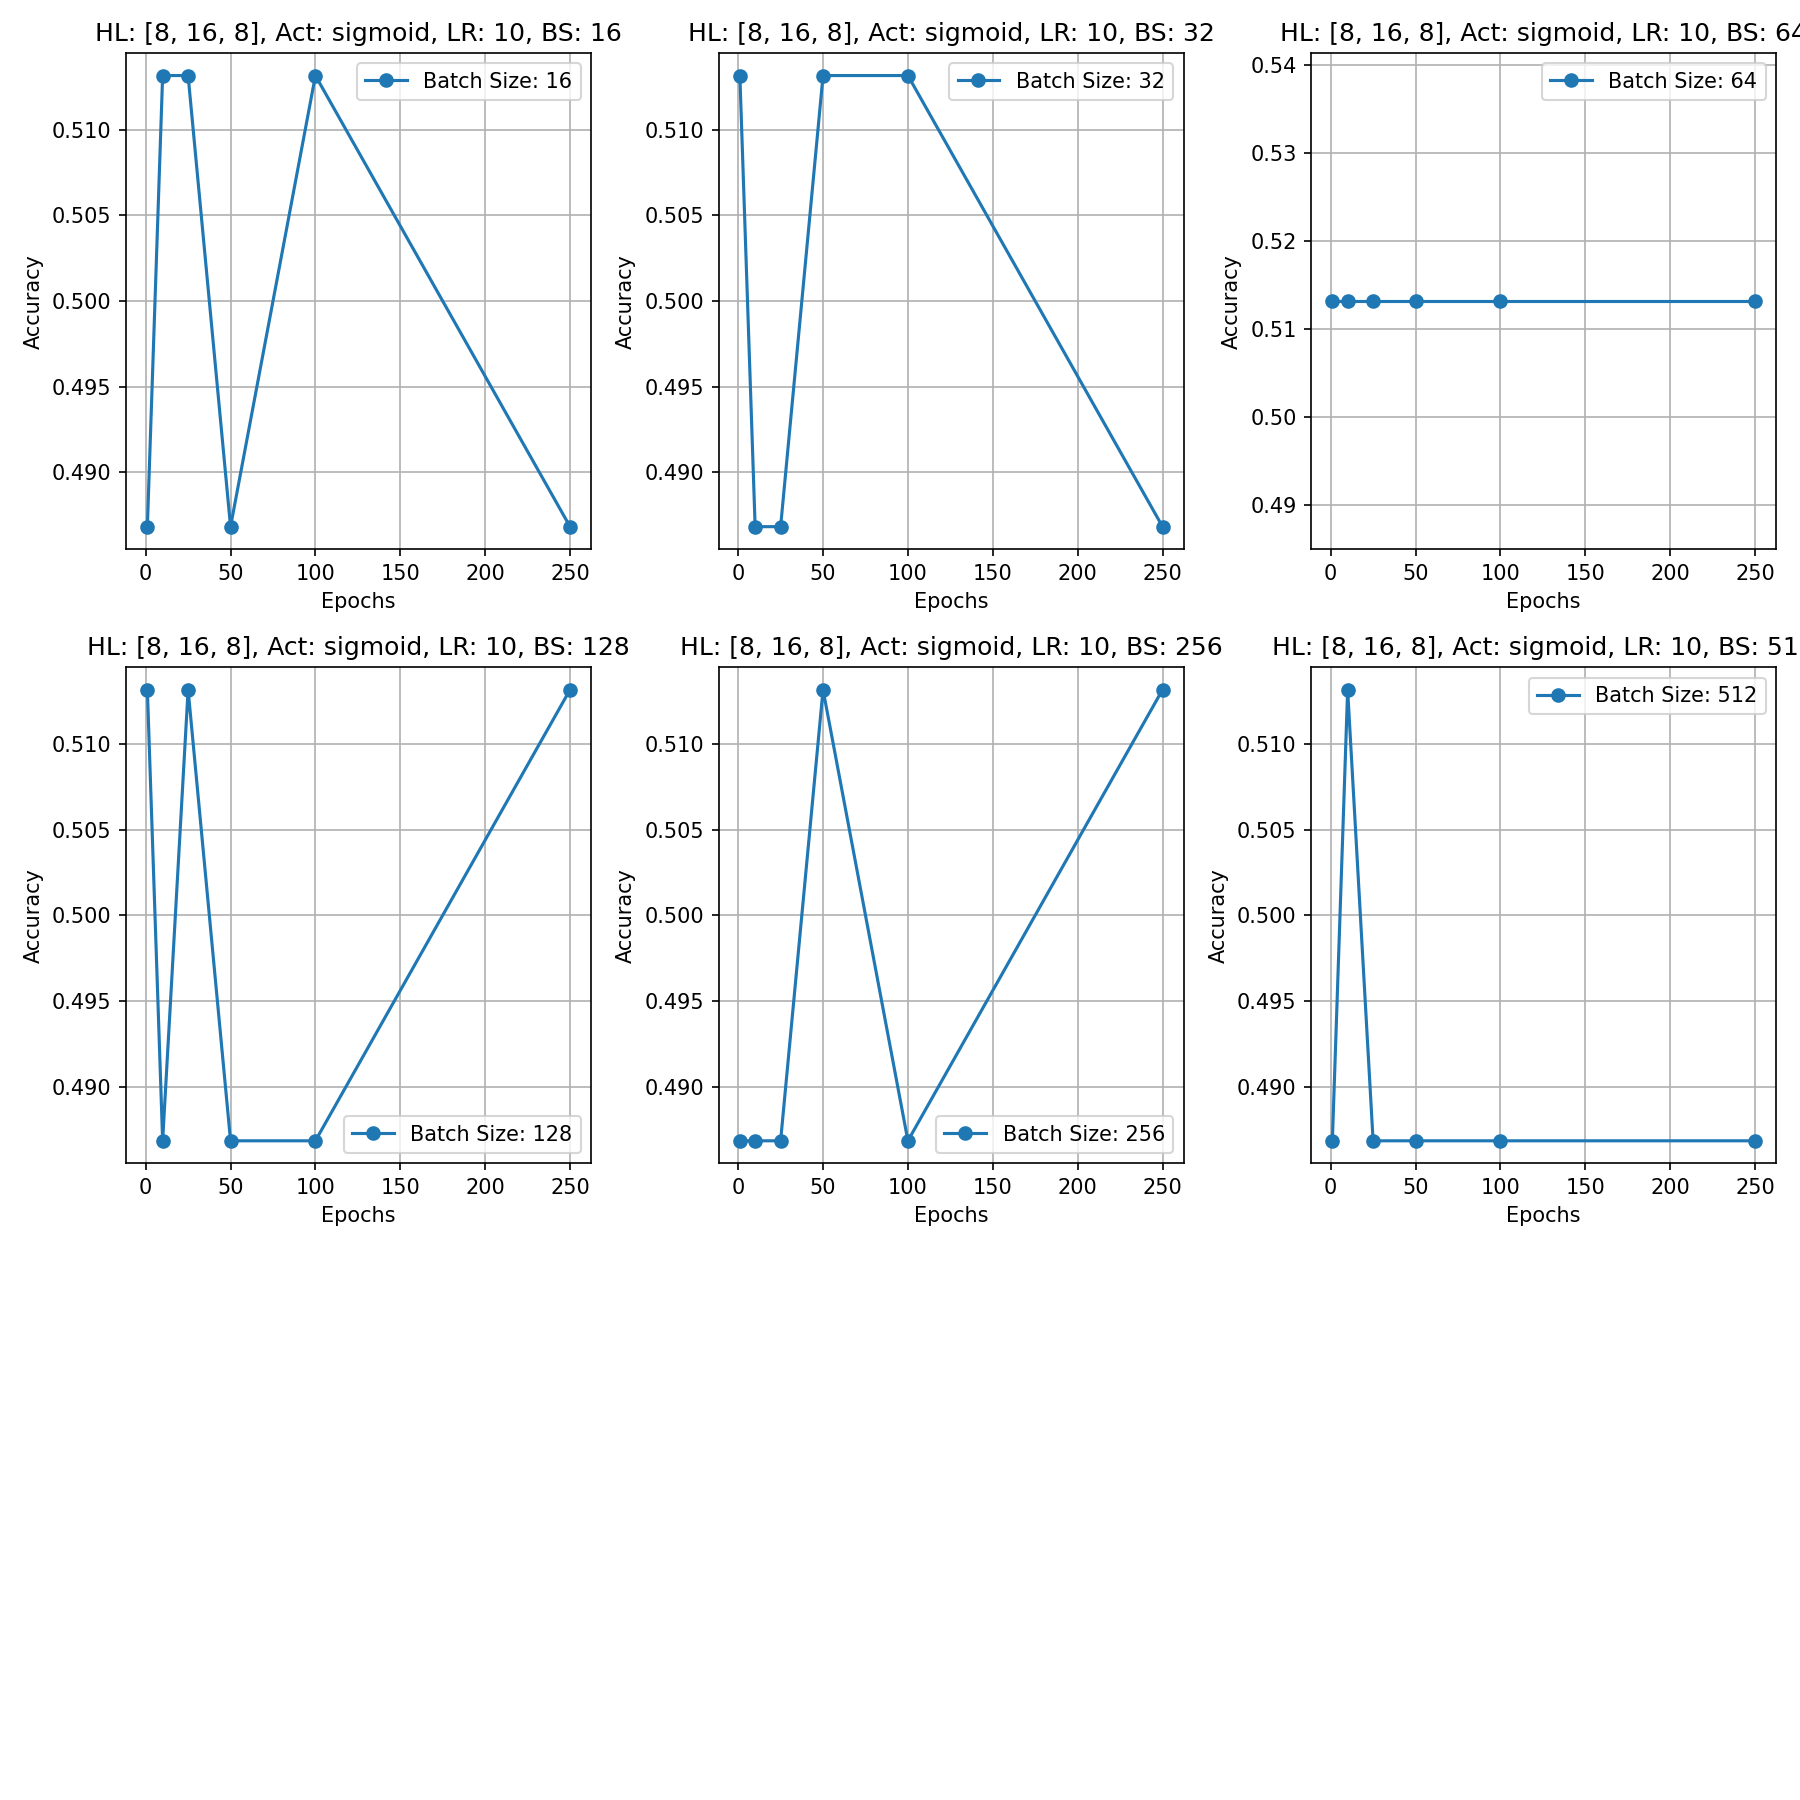 HL: [8, 16, 8], Act: sigmoid, LR: 10, BS: 16
Batch Size: 16
0.510
0.505
0.500
0.495
0.490
Accuracy
0 50 100 150 200 250
Epochs
HL: [8, 16, 8], Act: sigmoid, LR: 10, BS: 32
Batch Size: 32
0.510
0.505
0.500
0.495
0.490
Accuracy
0 50 100 150 200 250
Epochs
HL: [8, 16, 8], Act: sigmoid, LR: 10, BS: 64
Batch Size: 64
0.54
0.53
0.52
0.51
0.50
0.49
Accuracy
0 50 100 150 200 250
Epochs
HL: [8, 16, 8], Act: sigmoid, LR: 10, BS: 128
0.510
0.505
0.500
0.495
0.490
Accuracy
Batch Size: 128
0 50 100 150 200 250
Epochs
HL: [8, 16, 8], Act: sigmoid, LR: 10, BS: 256
0.510
0.505
0.500
0.495
0.490
Accuracy
Batch Size: 256
0 50 100 150 200 250
Epochs
HL: [8, 16, 8], Act: sigmoid, LR: 10, BS: 51
Batch Size: 512
0.510
0.505
0.500
0.495
0.490
Accuracy
0 50 100 150 200 250
Epochs